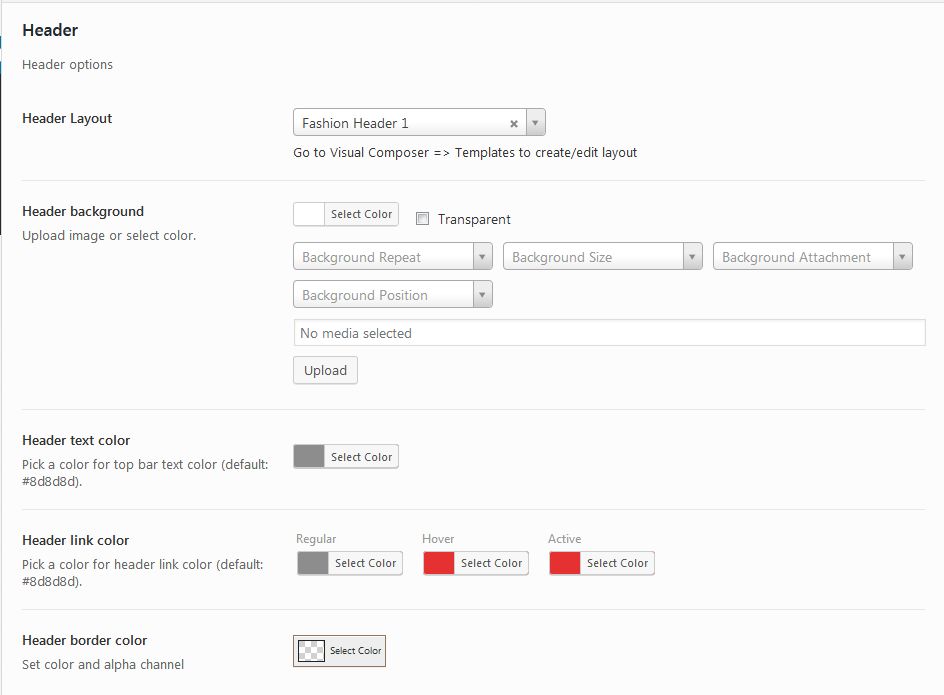 Header
Header options
Header Layout
Fashion Header 1
Go to Visual Composer => Templates to create/edit layout
Header background
Upload image or select color.
Select Color
Transparent
Background Repeat
Background Size
Background Attachment
Background Position
No media selected
Upload
Header text color
Pick a color for top bar text color (default:
#8d8d8d).
Select Color
Header link color
Pick a color for header link color (default:
#8d8d8d).
Regular
Hover
Active
Select Color
Select Color
Select Color
Header border color
Set color and alpha channel
Select Color